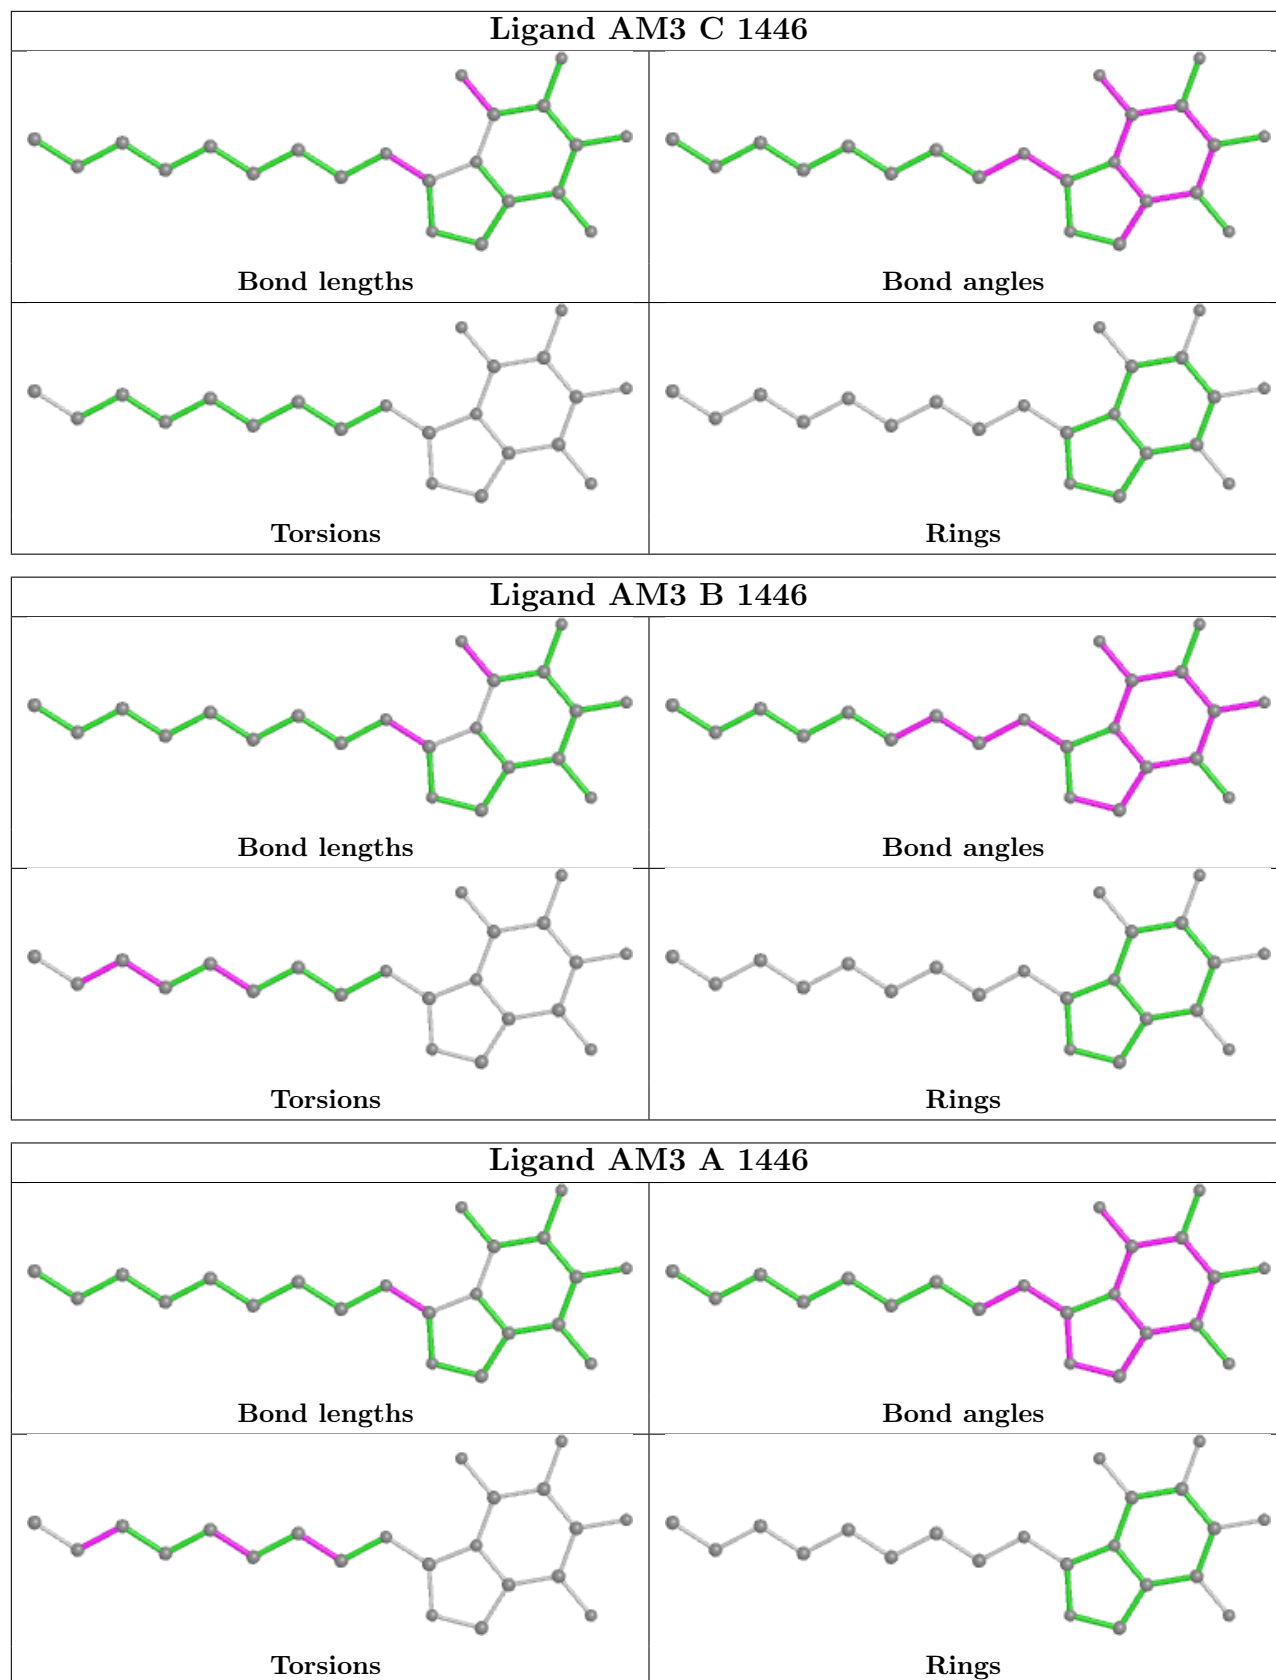 Ligand AM3 C 1446
Bond lengths
Bond angles
Torsions
Rings
Ligand AM3 B 1446
Bond lengths
Bond angles
Torsions
Rings
Ligand AM3 A 1446
Bond lengths
Bond angles
Torsions
Rings